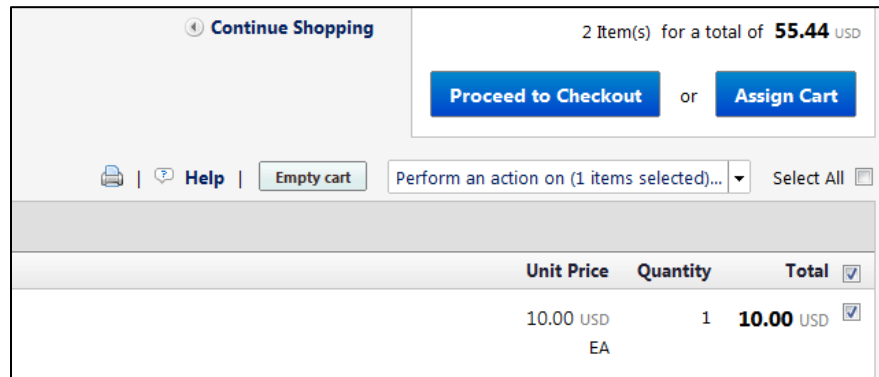 Continue Shopping
2 Item(s) for a total of 55.44 USD
Proceed to Checkout or Assign Cart
| ? Help | Empty cart Perform an action on (1 items selected)... Select All
Unit Price Quantity Total
10.00 USD 1 10.00 USD
EA